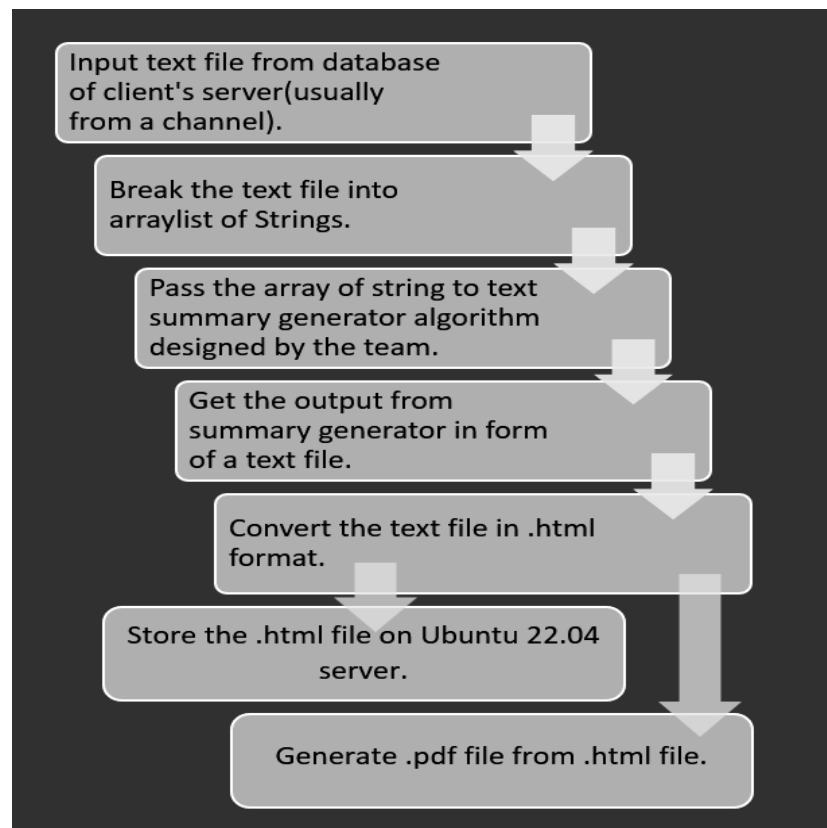 Input text file from database
of client's server(usually
from a channel).
Break the text file into
arraylist of Strings.
Pass the array of string to text
summary generator algorithm
designed by the team.
Get the output from
summary generator in form
of a text file.
Convert the text file in .html
format.
Store the .html file on Ubuntu 22.04
server.
Generate .pdf file from .html file.